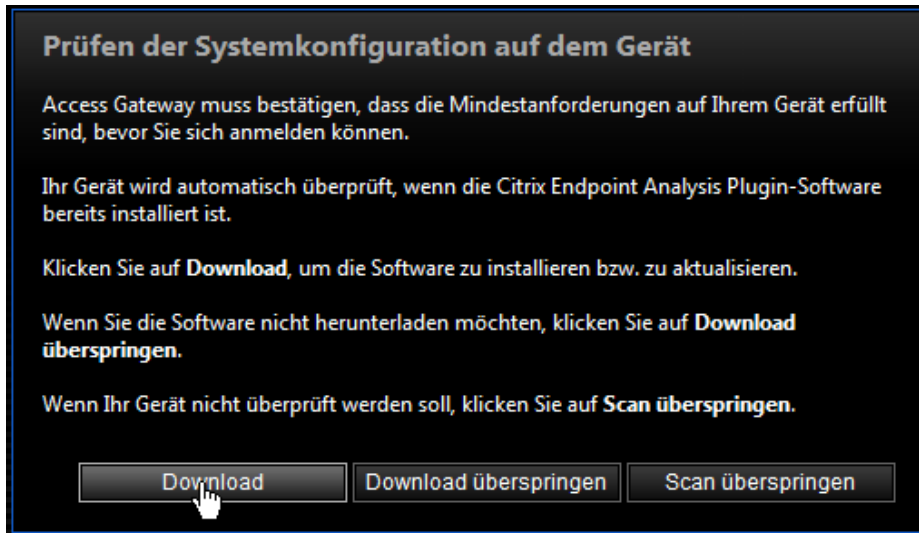 Prüfen der Systemkonfiguration auf dem Gerät
Access Gateway muss bestätigen, dass die Mindestanforderungen auf Ihrem Gerät erfüllt
sind, bevor Sie sich anmelden können.
Ihr Gerät wird automatisch überprüft, wenn die Citrix Endpoint Analysis Plugin-Software
bereits installiert ist.
Klicken Sie auf Download, um die Software zu installieren bzw. zu aktualisieren.
Wenn Sie die Software nicht herunterladen möchten, klicken Sie auf Download
überspringen.
Wenn Ihr Gerät nicht überprüft werden soll, klicken Sie auf Scan überspringen.
Download Download überspringen Scan überspringen